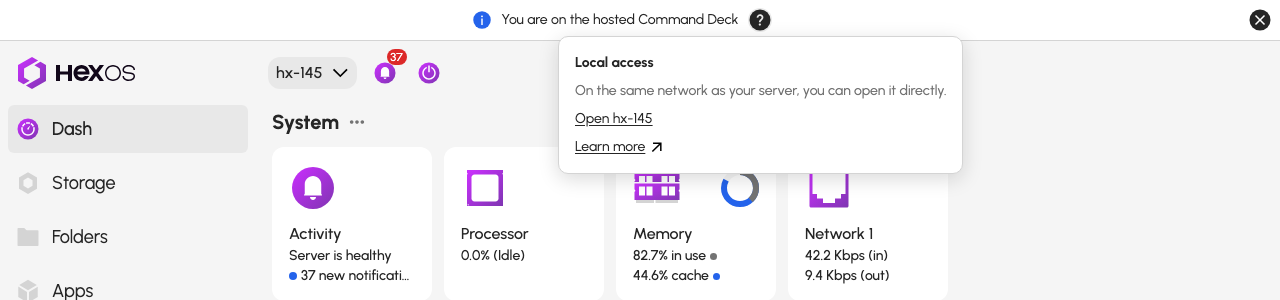 You are on the hosted Command Deck
Local access
On the same network as your server, you can open it directly.
Open hx-145
Learn more
HEXOS
hx-145
37
Dash
Storage
Folders
Apps
System
Activity
Server is healthy
37 new notificati...
Processor
0.0% (Idle)
Memory
82.7% in use
44.6% cache
Network 1
42.2 Kbps (in)
9.4 Kbps (out)